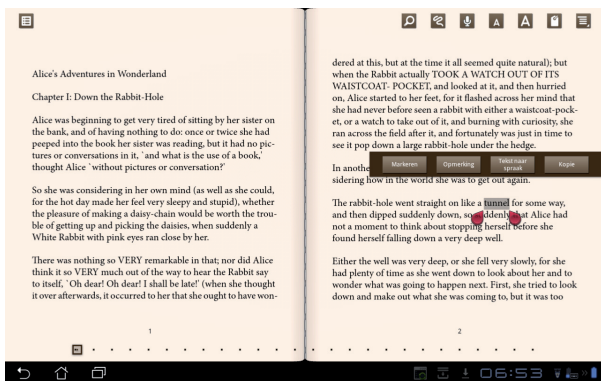 A A
Alice's Adventures in Wonderland
Chapter I: Down the Rabbit-Hole
Alice was beginning to get very tired of sitting by her sister on
the bank, and of having nothing to do: once or twice she had
peeped into the book her sister was reading, but it had no pic-
tures or conversations in it, `and what is the use of a book,'
thought Alice `without pictures or conversation?'
So she was considering in her own mind (as well as she could,
for the hot day made her feel very sleepy and stupid), whether
the pleasure of making a daisy-chain would be worth the trou-
ble of getting up and picking the daisies, when suddenly a
White Rabbit with pink eyes ran close by her.
There was nothing so VERY remarkable in that; nor did Alice
think it so VERY much out of the way to hear the Rabbit say
to itself, `Oh dear! Oh dear! I shall be late!' (when she thought
it over afterwards, it occurred to her that she ought to have won-
1
dered at this, but at the time it all seemed quite natural); but
when the Rabbit actually TOOK A WATCH OUT OF ITS
WAISTCOAT- POCKET, and looked at it, and then hurried
on, Alice started to her feet, for it flashed across her mind that
she had never before seen a rabbit with either a waistcoat-pock-
et, or a watch to take out of it, and burning with curiosity, she
ran across the field after it, and fortunately was just in time to
see it pop down a large rabbit-hole under the hedge.
Markeren Opmerking Tekst naar spraak Kopie
In anothe
sidering how in the world she was to get out again.
The rabbit-hole went straight on like a tunnel for some way,
and then dipped suddenly down, so suddenly that Alice had
not a moment to think about stopping herself before she
found herself falling down a very deep well.
Either the well was very deep, or she fell very slowly, for she
had plenty of time as she went down to look about her and to
wonder what was going to happen next. First, she tried to look
down and make out what she was coming to, but it was too
2
06:53